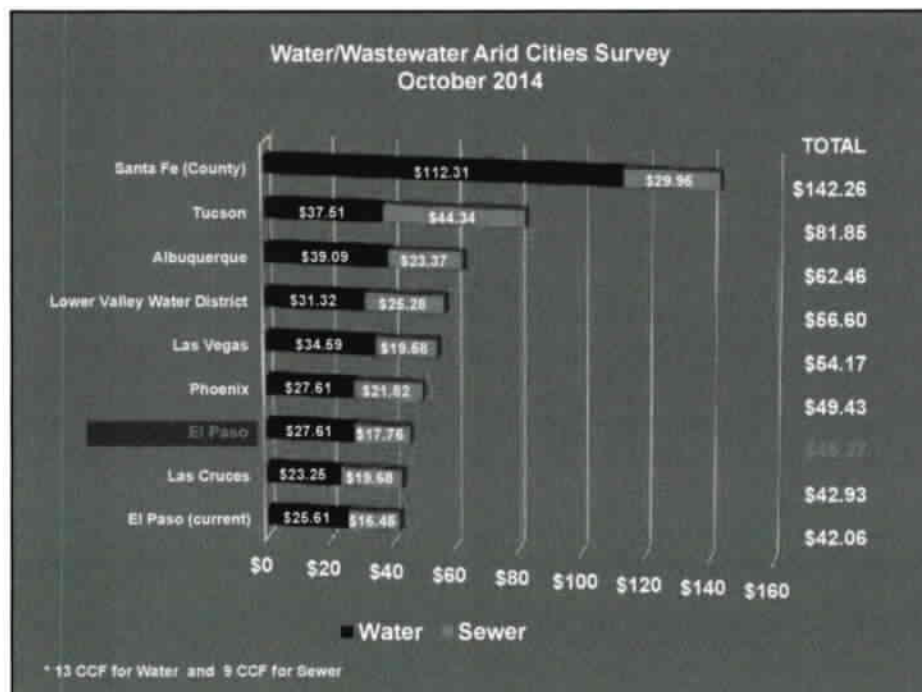 Water/Wastewater Arid Cities Survey
October 2014
TOTAL
Santa Fe (County) $112.31 $29.95 $142.26
Tucson $37.51 $44.34 $81.85
Albuquerque $39.09 $23.37 $62.46
Lower Valley Water District $31.32 $25.28 $56.60
Las Vegas $34.59 $19.58 $54.17
Phoenix $27.61 $21.82 $49.43
El Paso $27.61 $17.76
Las Cruces $23.25 $19.68 $42.93
El Paso (current) $25.61 $16.45 $42.06
$0 $20 $40 $60 $80 $100 $120 $140 $160
Water Sewer
* 13 CCF for Water and 9 CCF for Sewer